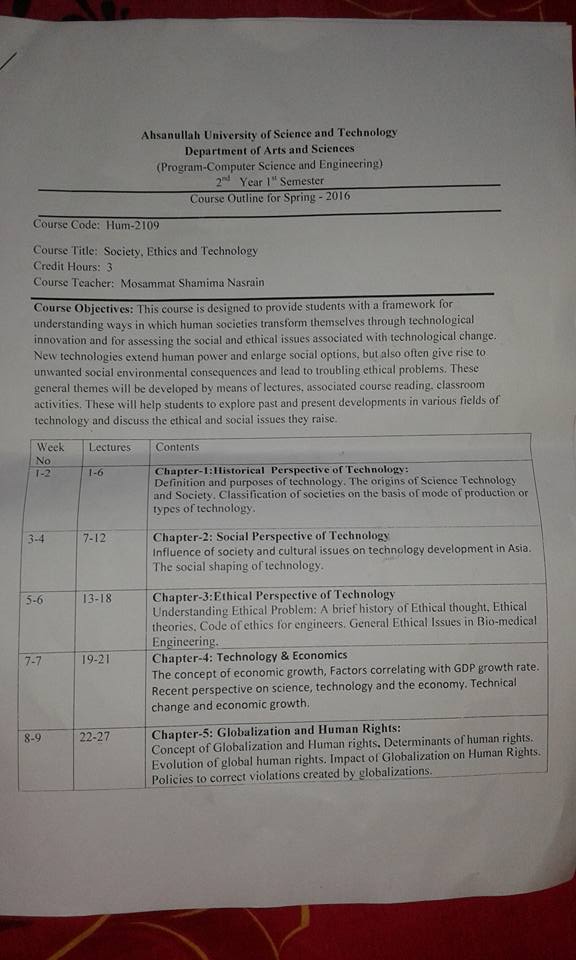 Ahsanullah University of Science and Technology
Department of Arts and Sciences
(Program-Computer Science and Engineering)
2nd Year 1st Semester
Course Outline for Spring - 2016
Course Code: Hum-2109
Course Title: Society, Ethics and Technology
Credit Hours: 3
Course Teacher: Mosammat Shamima Nasrain
Course Objectives: This course is designed to provide students with a framework for
understanding ways in which human societies transform themselves through technological
innovation and for assessing the social and ethical issues associated with technological change.
New technologies extend human power and enlarge social options, but also often give rise to
unwanted social environmental consequences and lead to troubling ethical problems. These
general themes will be developed by means of lectures, associated course reading, classroom
activities. These will help students to explore past and present developments in various fields of
technology and discuss the ethical and social issues they raise.
Week No Lectures Contents
1-2 1-6 Chapter-1:Historical Perspective of Technology:
Definition and purposes of technology. The origins of Science Technology
and Society. Classification of societies on the basis of mode of production or
types of technology.
3-4 7-12 Chapter-2: Social Perspective of Technology
Influence of society and cultural issues on technology development in Asia.
The social shaping of technology.
5-6 13-18 Chapter-3:Ethical Perspective of Technology
Understanding Ethical Problem: A brief history of Ethical thought, Ethical
theories, Code of ethics for engineers. General Ethical Issues in Bio-medical
Engineering.
7-7 19-21 Chapter-4: Technology & Economics
The concept of economic growth, Factors correlating with GDP growth rate.
Recent perspective on science, technology and the economy. Technical
change and economic growth.
8-9 22-27 Chapter-5: Globalization and Human Rights:
Concept of Globalization and Human rights, Determinants of human rights.
Evolution of global human rights. Impact of Globalization on Human Rights.
Policies to correct violations created by globalizations.